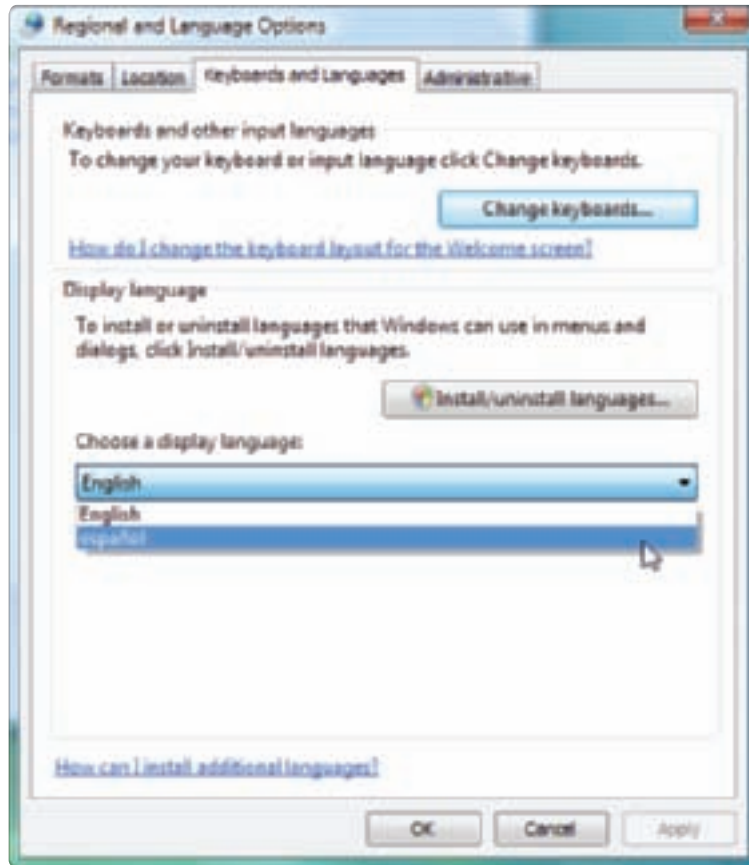 Regional and Language Options
Formats Location Keyboards and Languages Administrative
Keyboards and other input languages
To change your keyboard or input language click Change keyboards.
Change keyboards...
How do I change the keyboard layout for the Welcome screen?
Display language
To install or uninstall languages that Windows can use in menus and
dialogs, click Install/uninstall languages.
Install/uninstall languages...
Choose a display language:
English
English
español
How can I install additional languages?
OK Cancel Apply